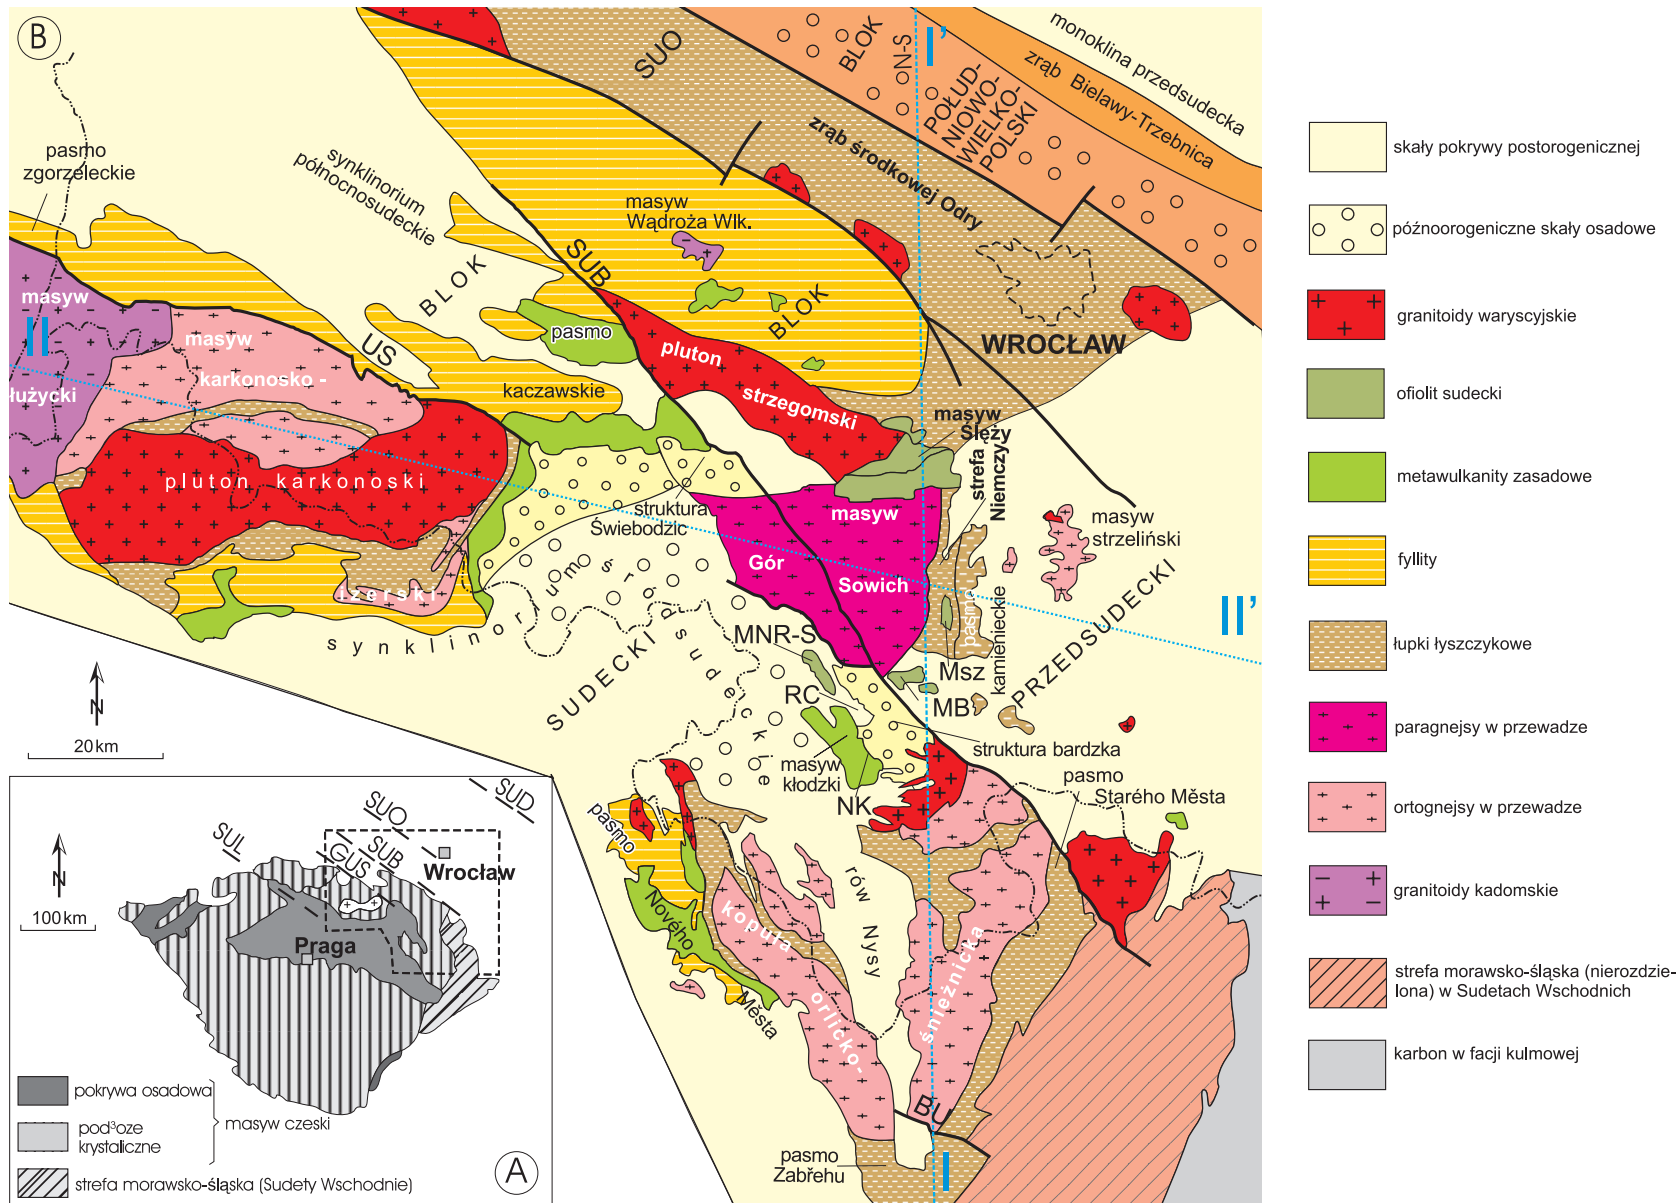 B
pasmo
zgorzeleckie
synklinorium
północnosudeckie
BLOK
SUO
BLOK
N-S
I'
POŁUD-
NIOWO-
WIELKO-
POLSKI
monoklina przedsudecka
zrąb Bielawy-Trzebnica
zrąb środkowej Odry
masyw
Wądroża Wlk.
SUB
BLOK
WROCŁAW
masyw
II
łużycki
masyw
karkonosko -
US
pasmo
kaczawskie
pluton
strzegomski
masyw
Ślęży
strefa
Niemczy
pluton karkonoski
struktura
Świebodzic
masyw
Gór
Sowich
masyw
strzeliński
izerski
synklinorium śródsudeckie
SUDECKI
MNR-S
pasmo
kamienieckie
Msz
PRZEDSUDECKI
II'
RC
MB
N
20 km
masyw
kłodzki
struktura bardzka
NK
pasmo
Starého Města
pasmo
Nového
Města
rów
Nysy
kopuła
orlicko-
śnieżnicka
BU
pasmo
Zabřehu
I
N
100 km
SUL
SUO
SUD
SUB
GUS
Wrocław
Praga
pokrywa osadowa
pod³oze
krystaliczne
masyw czeski
strefa morawsko-śląska (Sudety Wschodnie)
A
skały pokrywy postorogenicznej
późnoorogeniczne skały osadowe
granitoidy waryscyjskie
ofiolit sudecki
metawulkanity zasadowe
fyllity
łupki łyszczykowe
paragnejsy w przewadze
ortognejsy w przewadze
granitoidy kadomskie
strefa morawsko-śląska (nierozdzie-
lona) w Sudetach Wschodnich
karbon w facji kulmowej